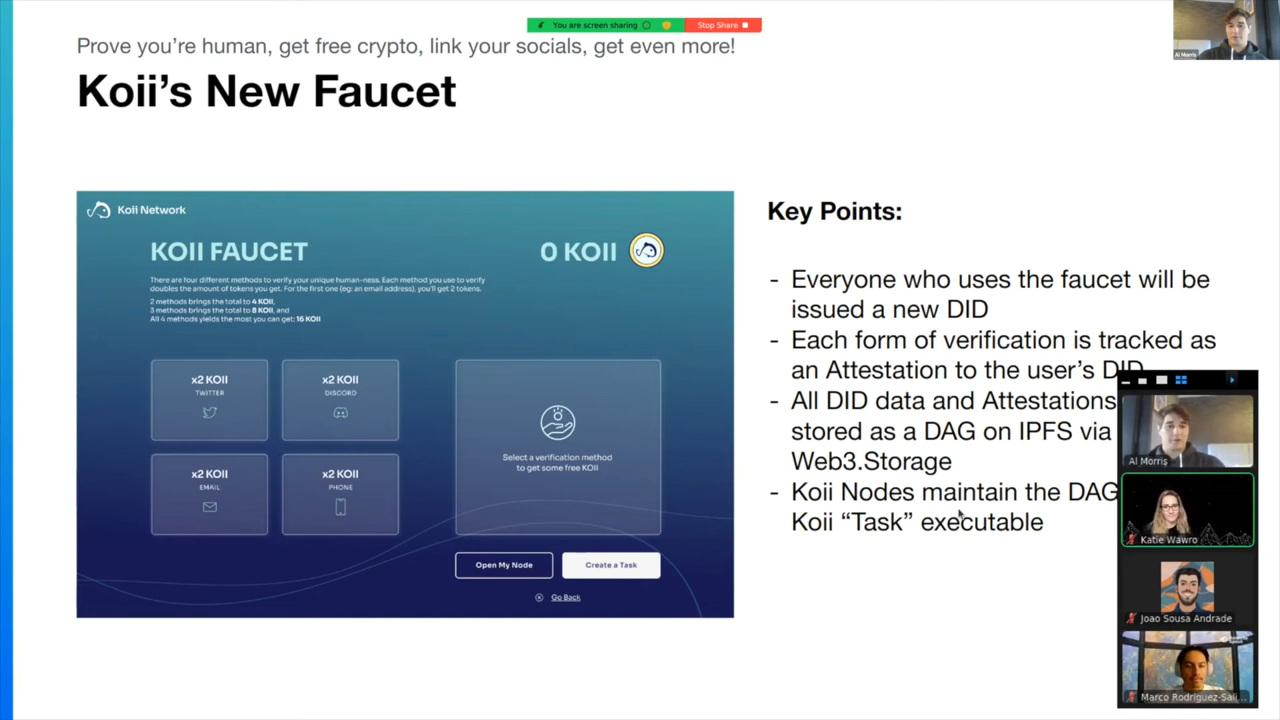 You are screen sharing
Stop Share
Al Morris
Prove you're human, get free crypto, link your socials, get even more!
Koii's New Faucet
Koii Network
KOII FAUCET
0 KOII
There are four different methods to verify your unique human-ness. Each method you use to verify
doubles the amount of tokens you get. For the first one (eg: an email address), you'll get 2 tokens.
2 methods brings the total to 4 KOII,
3 methods brings the total to 8 KOII, and
All 4 methods yields the most you can get: 16 KOII
x2 KOII
TWITTER
x2 KOII
DISCORD
x2 KOII
EMAIL
x2 KOII
PHONE
Select a verification method
to get some free KOII
Open My Node
Create a Task
Go Back
Key Points:
- Everyone who uses the faucet will be
issued a new DID
- Each form of verification is tracked as
an Attestation to the user's DID
- All DID data and Attestations
stored as a DAG on IPFS via
Web3.Storage
- Koii Nodes maintain the DAG
Koii “Task” executable
Al Morris
Katie Wawro
Joao Sousa Andrade
Marco Rodriguez-Sali...